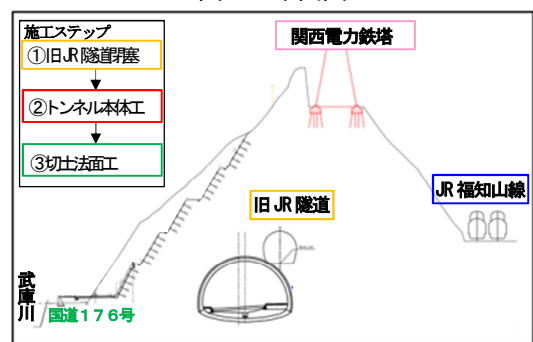 施工ステップ
①旧JR隧道閉塞
②トンネル本体工
③切土法面工
関西電力鉄塔
旧JR隧道
JR福知山線
武庫川
国道176号